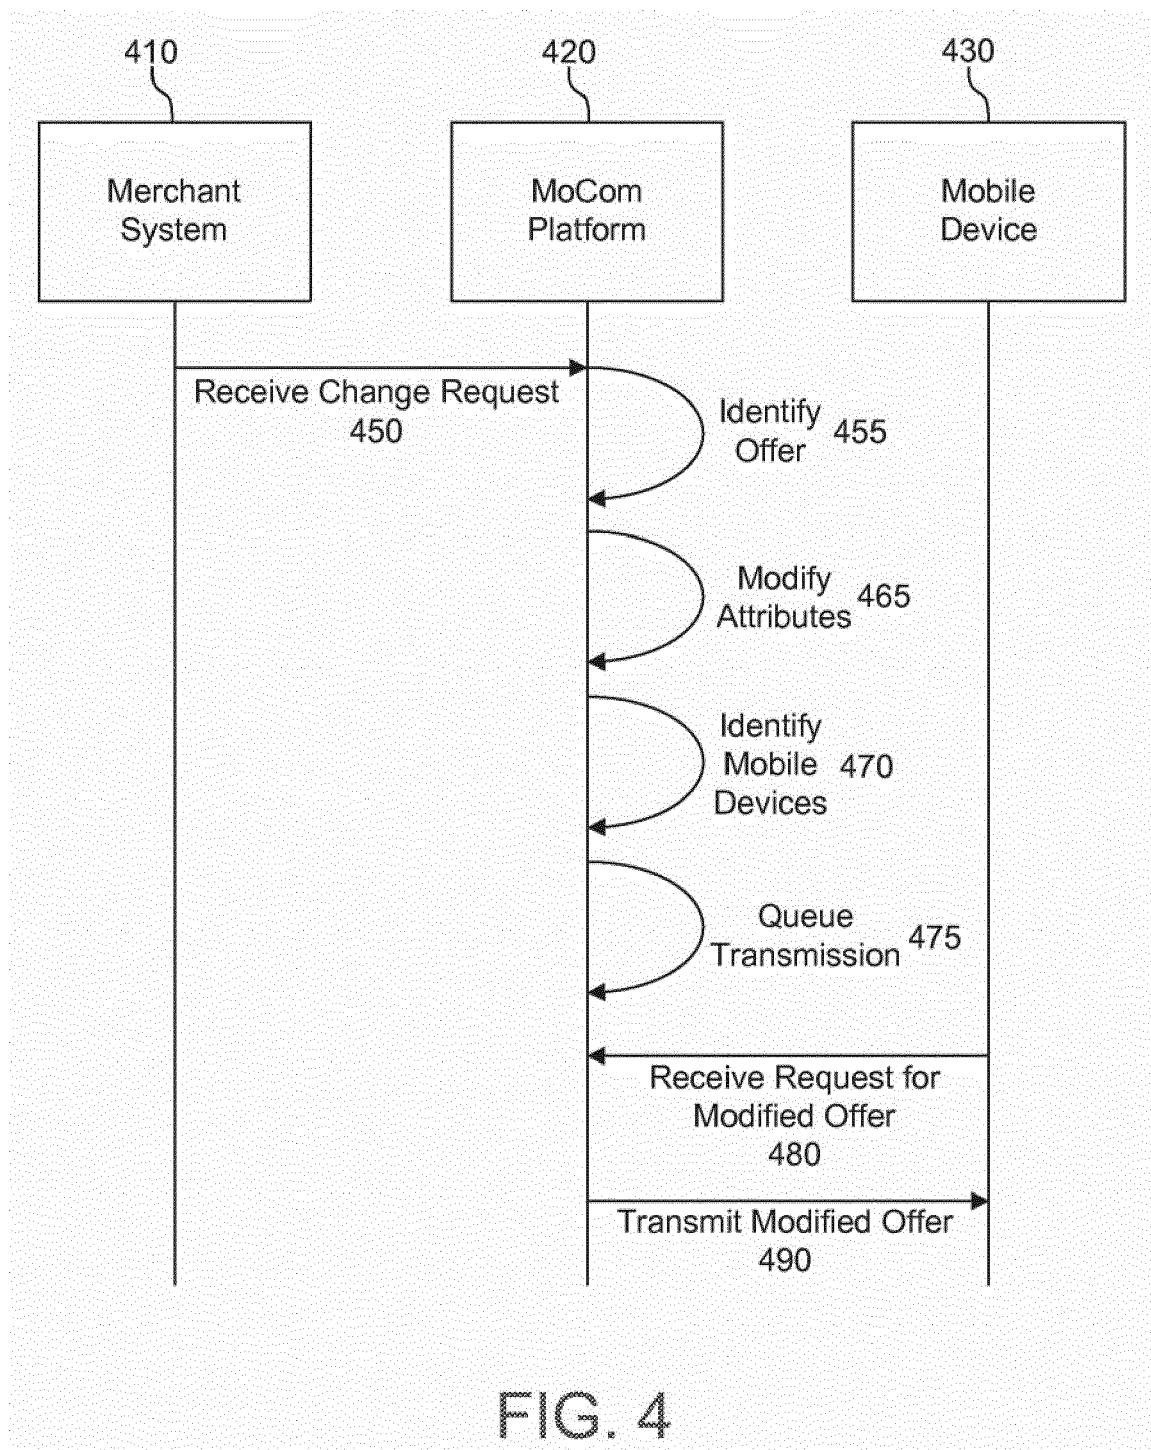 410
420
430
Merchant
System
MoCom
Platform
Mobile
Device
Receive Change Request
450
Identify
Offer
455
Modify
Attributes
465
Identify
Mobile
Devices
470
Queue
Transmission
475
Receive Request for
Modified Offer
480
Transmit Modified Offer
490
FIG. 4